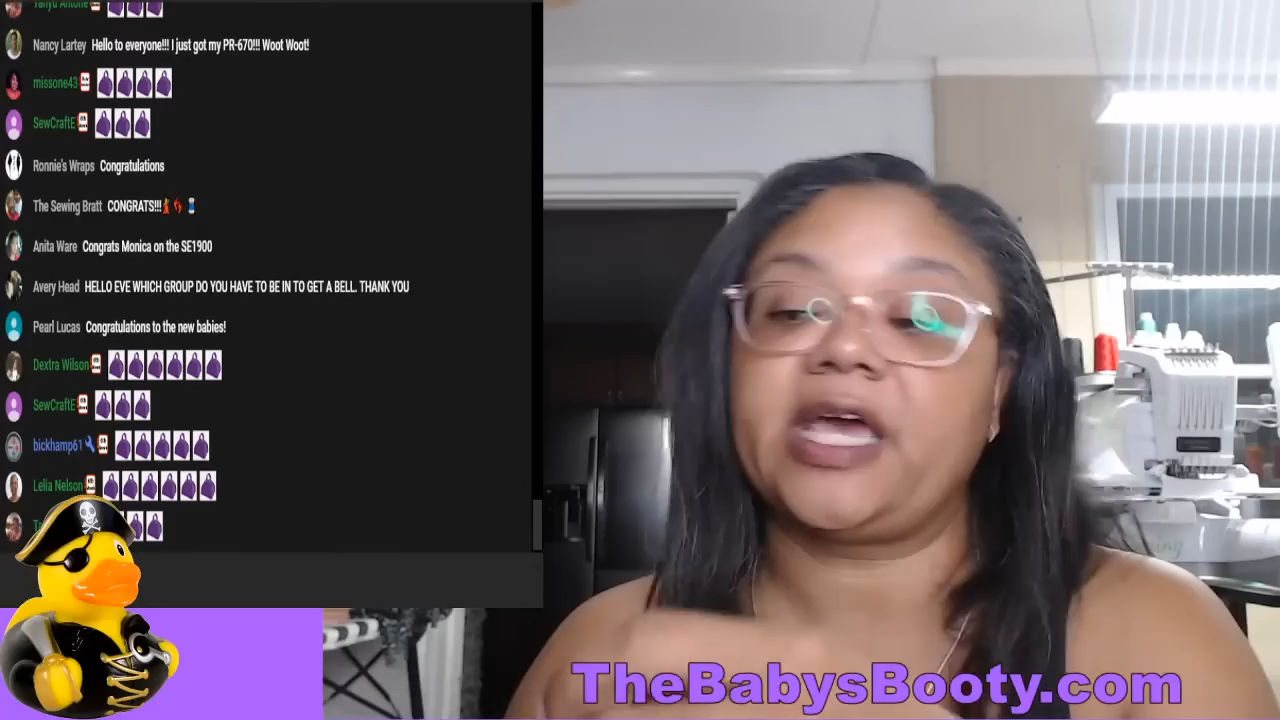 Tanya Antone
Nancy Lartey Hello to everyone!!! I just got my PR-670!!! Woot Woot!
missone43
SewCraftE
Ronnie's Wraps Congratulations
The Sewing Bratt CONGRATS!!!
Anita Ware Congrats Monica on the SE1900
Avery Head HELLO EVE WHICH GROUP DO YOU HAVE TO BE IN TO GET A BELL. THANK YOU
Pearl Lucas Congratulations to the new babies!
Dextra Wilson
SewCraftE
bickhamp61
Lelia Nelson
TheBabysBooty.com